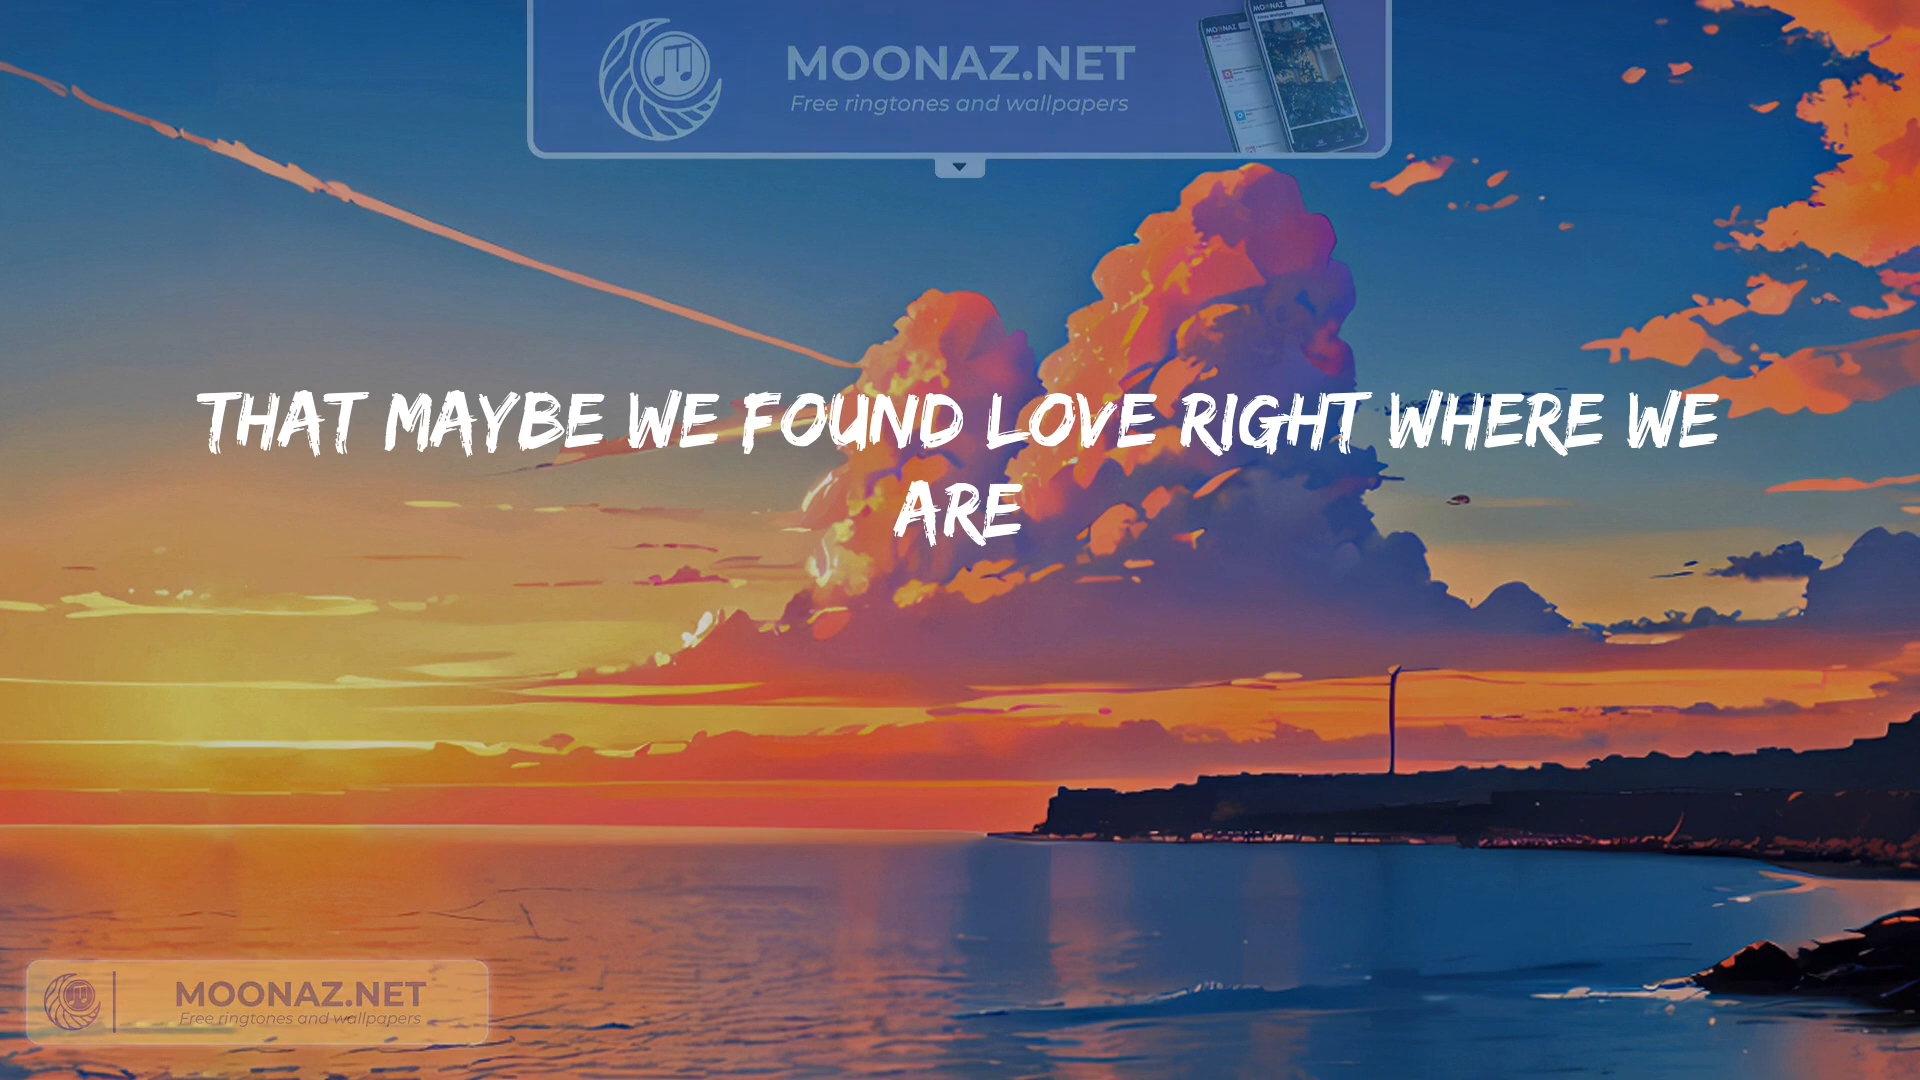 MOONAZ.NET
Free ringtones and wallpapers
THAT MAYBE WE FOUND LOVE RIGHT WHERE WE
ARE
MOONAZ.NET
Free ringtones and wallpapers